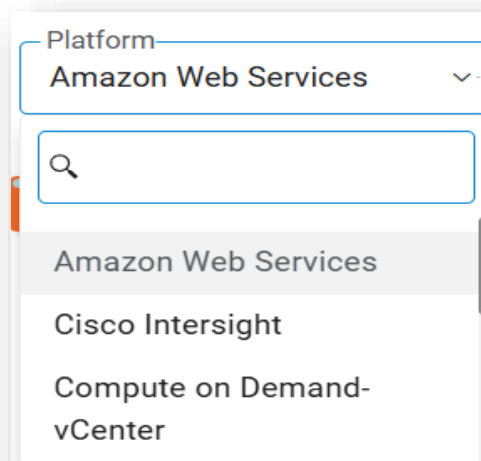 Platform
Amazon Web Services
Amazon Web Services
Cisco Intersight
Compute on Demand-
vCenter